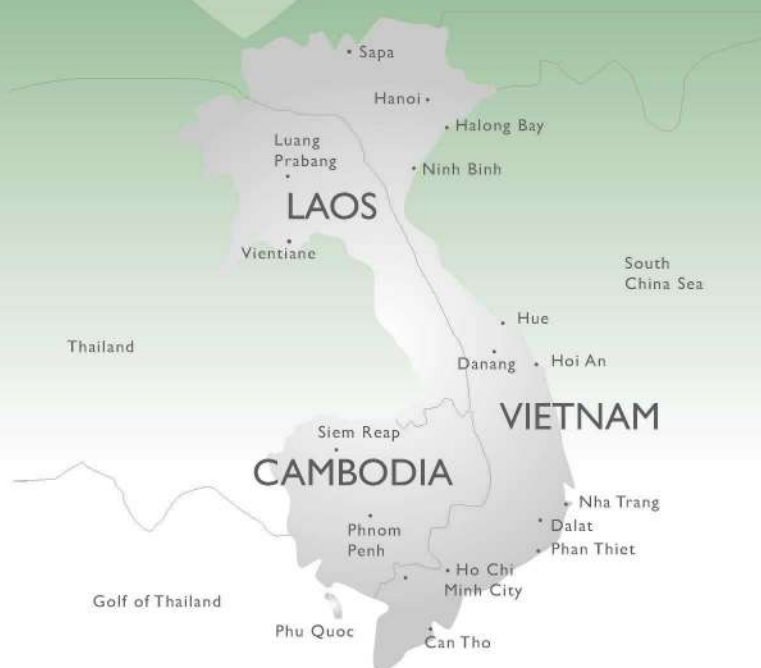 Sapa
Hanoi
Halong Bay
Luang
Prabang
Ninh Binh
LAOS
Vientiane
South
China Sea
Hue
Thailand
Danang
Hoi An
VIETNAM
Siem Reap
CAMBODIA
Nha Trang
Dalat
Phnom
Penh
Phan Thiet
Ho Chi
Minh City
Golf of Thailand
Phu Quoc
Can Tho